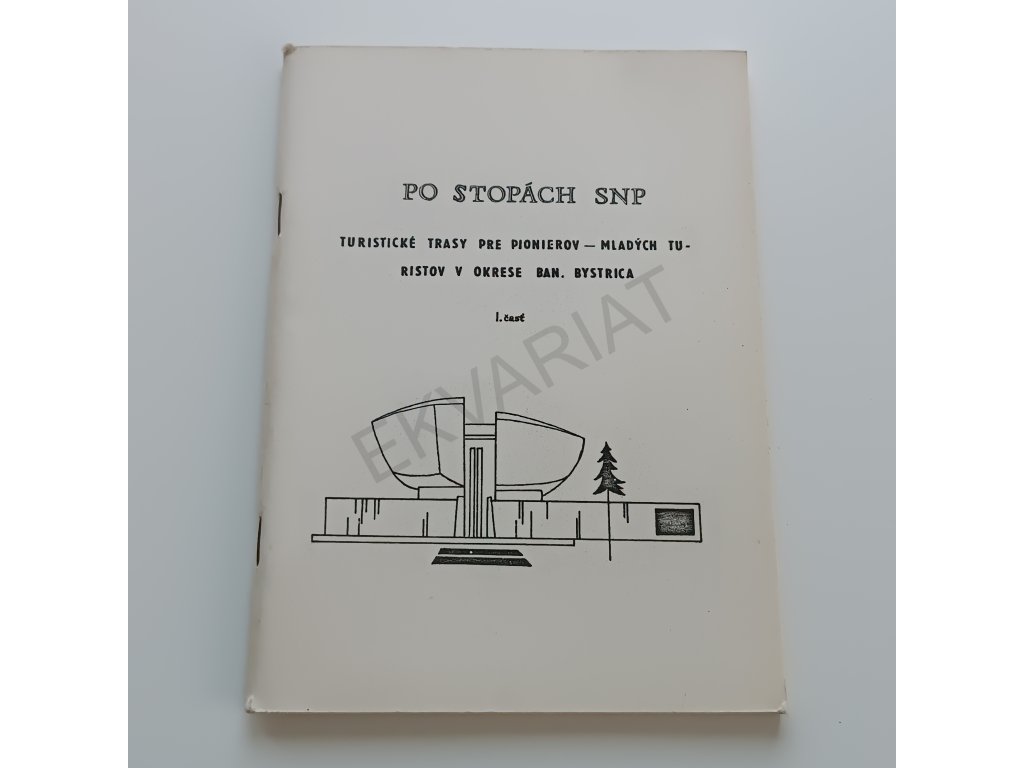 PO STOPÁCH SNP
TURISTICKÉ TRASY PRE PIONIEROV — MLADÝCH TU-
RISTOV V OKRESE BAN. BYSTRICA
I. časť
EKVARIAT